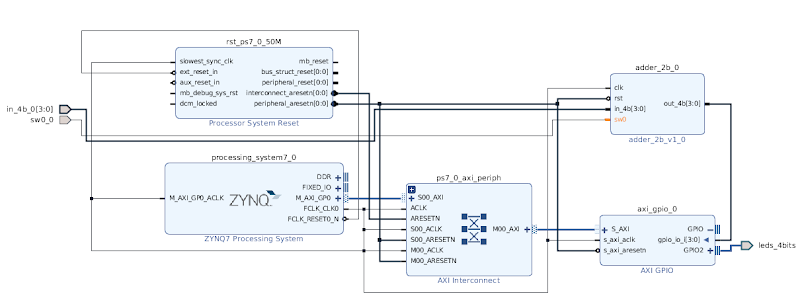 rst_ps7_0_50M
slowest_sync_clk
ext_reset_in
aux_reset_in
mb_debug_sys_rst
dcm_locked
mb_reset
bus_struct_reset[0:0]
peripheral_reset[0:0]
interconnect_aresetn[0:0]
peripheral_aresetn[0:0]
Processor System Reset
in_4b_0[3:0]
sw0_0
adder_2b_0
clk
rst
in_4b[3:0]
sw0
out_4b[3:0]
adder_2b_v1_0
processing_system7_0
M_AXI_GP0_ACLK
ZYNQ
DDR
FIXED_IO
M_AXI_GP0
FCLK_CLK0
FCLK_RESET0_N
ZYNQ7 Processing System
ps7_0_axi_periph
S00_AXI
ACLK
ARESETN
S00_ACLK
S00_ARESETN
M00_ACLK
M00_ARESETN
M00_AXI
AXI Interconnect
axi_gpio_0
S_AXI
s_axi_aclk
s_axi_aresetn
GPIO
gpio_io_i[3:0]
GPIO2
AXI GPIO
leds_4bits